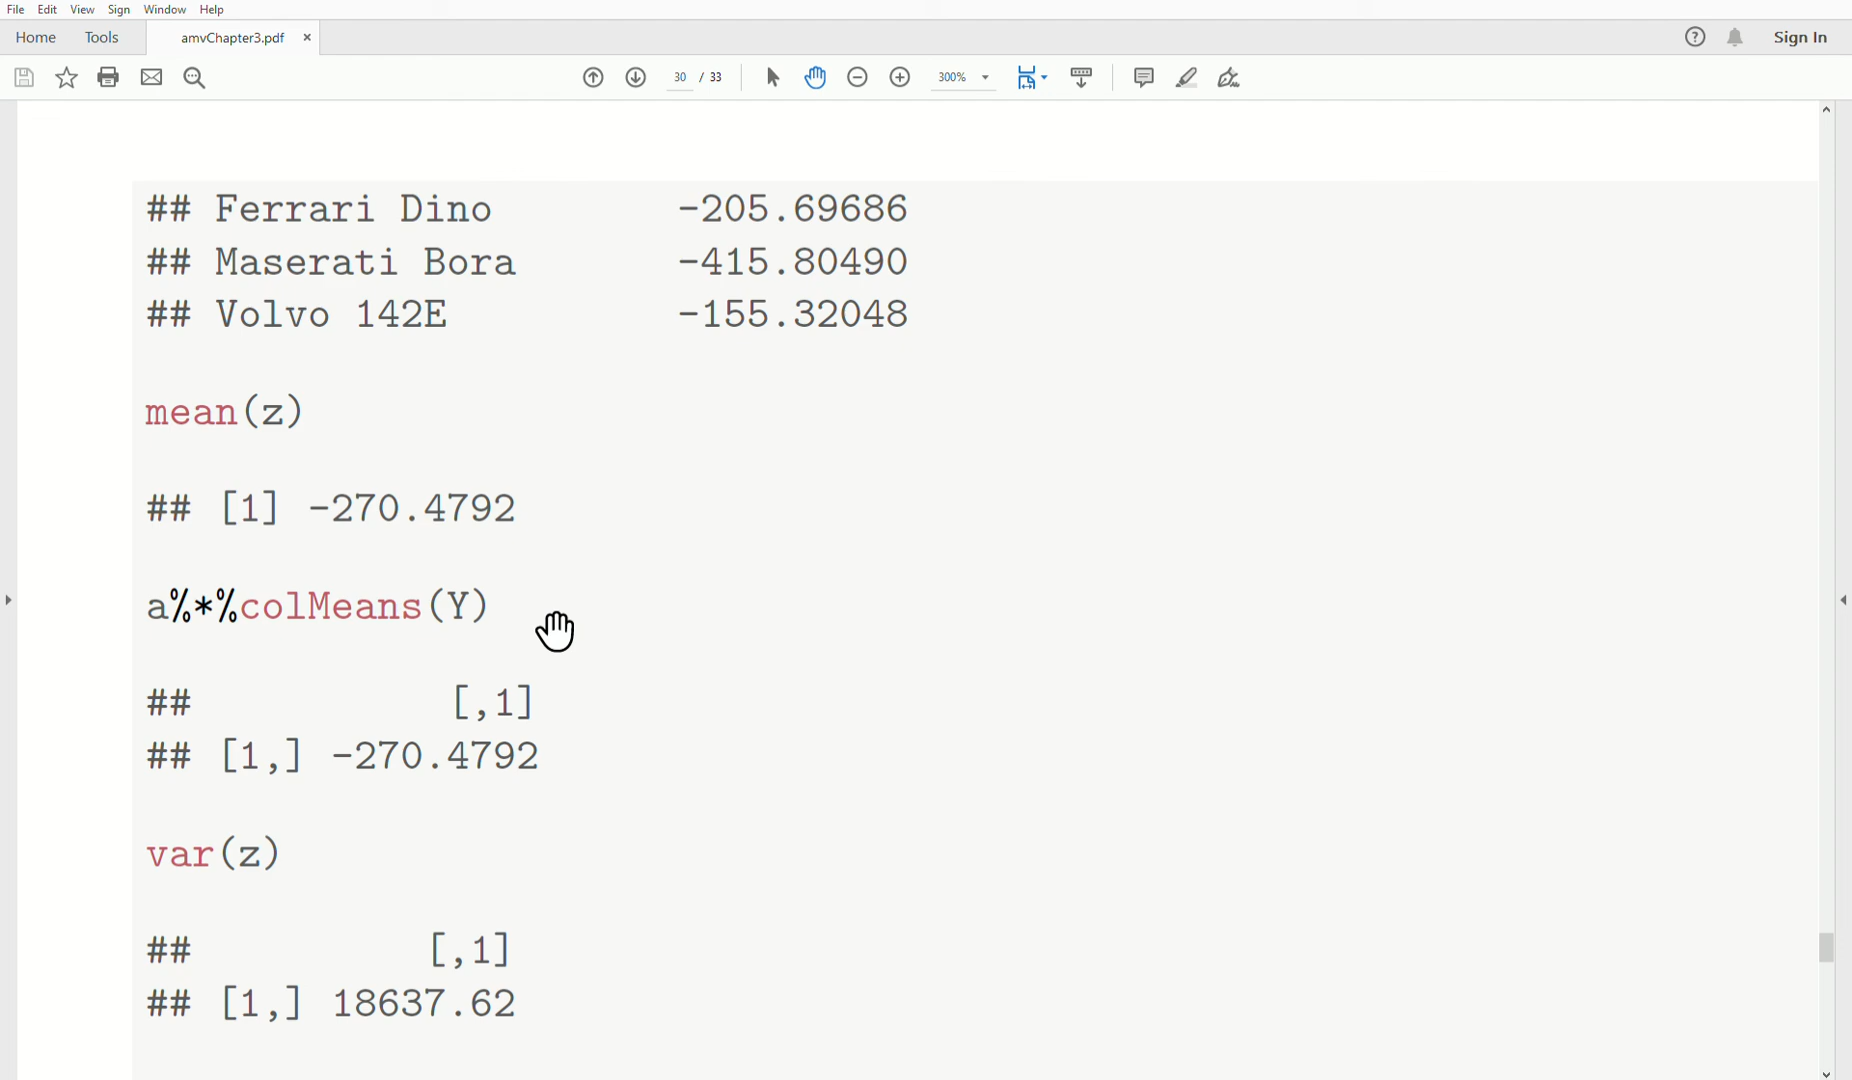 File Edit View Sign Window Help
Home Tools amvChapter3.pdf × Sign In
30 / 33 300%
## Ferrari Dino -205.69686
## Maserati Bora -415.80490
## Volvo 142E -155.32048
mean(z)
## [1] -270.4792
a%*%colMeans(Y)
## [,1]
## [1,] -270.4792
var(z)
## [,1]
## [1,] 18637.62